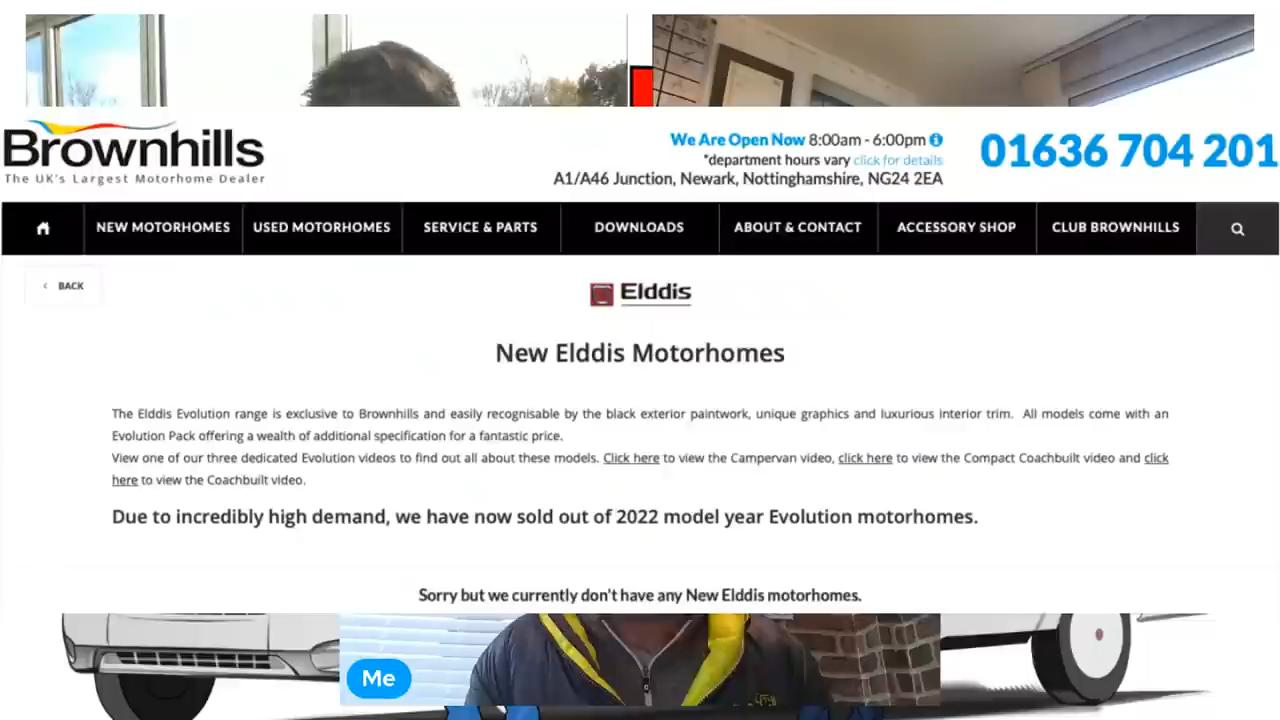 Brownhills
The UK's Largest Motorhome Dealer
We Are Open Now 8:00am - 6:00pm
*department hours vary click for details
A1/A46 Junction, Newark, Nottinghamshire, NG24 2EA
01636 704 201
NEW MOTORHOMES USED MOTORHOMES SERVICE & PARTS DOWNLOADS ABOUT & CONTACT ACCESSORY SHOP CLUB BROWNHILLS
BACK
Elddis
New Elddis Motorhomes
The Elddis Evolution range is exclusive to Brownhills and easily recognisable by the black exterior paintwork, unique graphics and luxurious interior trim. All models come with an
Evolution Pack offering a wealth of additional specification for a fantastic price.
View one of our three dedicated Evolution videos to find out all about these models. Click here to view the Campervan video, click here to view the Compact Coachbuilt video and click
here to view the Coachbuilt video.
Due to incredibly high demand, we have now sold out of 2022 model year Evolution motorhomes.
Sorry but we currently don't have any New Elddis motorhomes.
Me